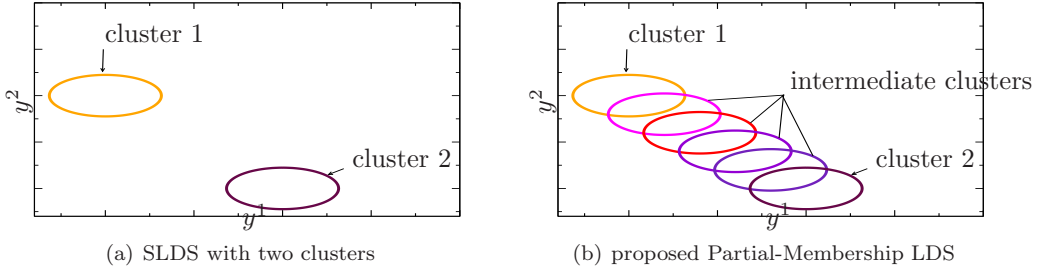 cluster 1
y²
cluster 2
y¹
(a) SLDS with two clusters
cluster 1
intermediate clusters
y²
cluster 2
y¹
(b) proposed Partial-Membership LDS